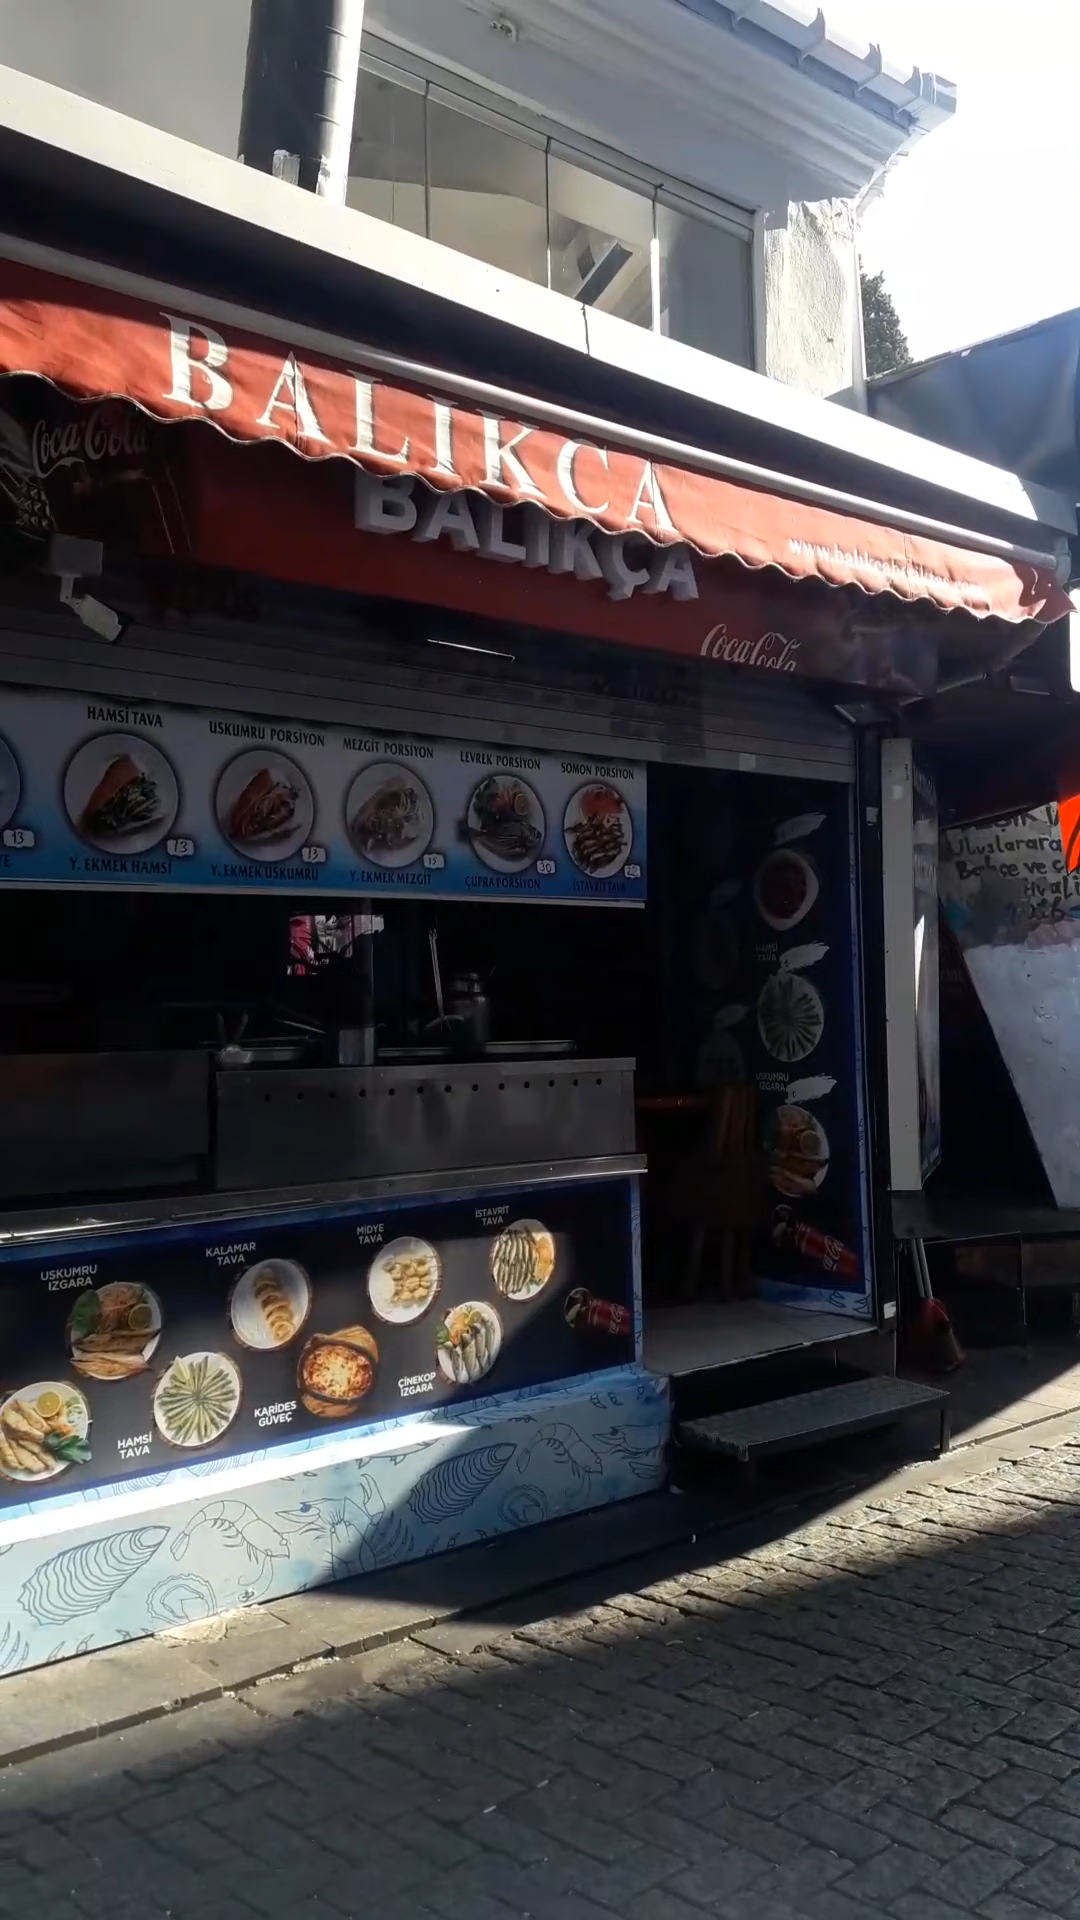 BALIKÇA
Coca-Cola
BALIKÇA
Coca-Cola
HAMSİ TAVA
USKUMRU PORSİYON
MEZGİT PORSİYON
LEVREK PORSİYON
SOMON PORSİYON
13
13
13
15
30
Y. EKMEK HAMSİ
Y. EKMEK USKUMRU
Y. EKMEK MEZGİT
ÇUPRA PORSİYON
İSTAVRİT TAVA
HAMSİ
TAVA
USKUMRU
IZGARA
Uluslarara
Bahçe ve
USKUMRU
IZGARA
KALAMAR
TAVA
MİDYE
TAVA
İSTAVRİT
TAVA
HAMSİ
TAVA
KARİDES
GÜVEÇ
ÇİNEKOP
IZGARA